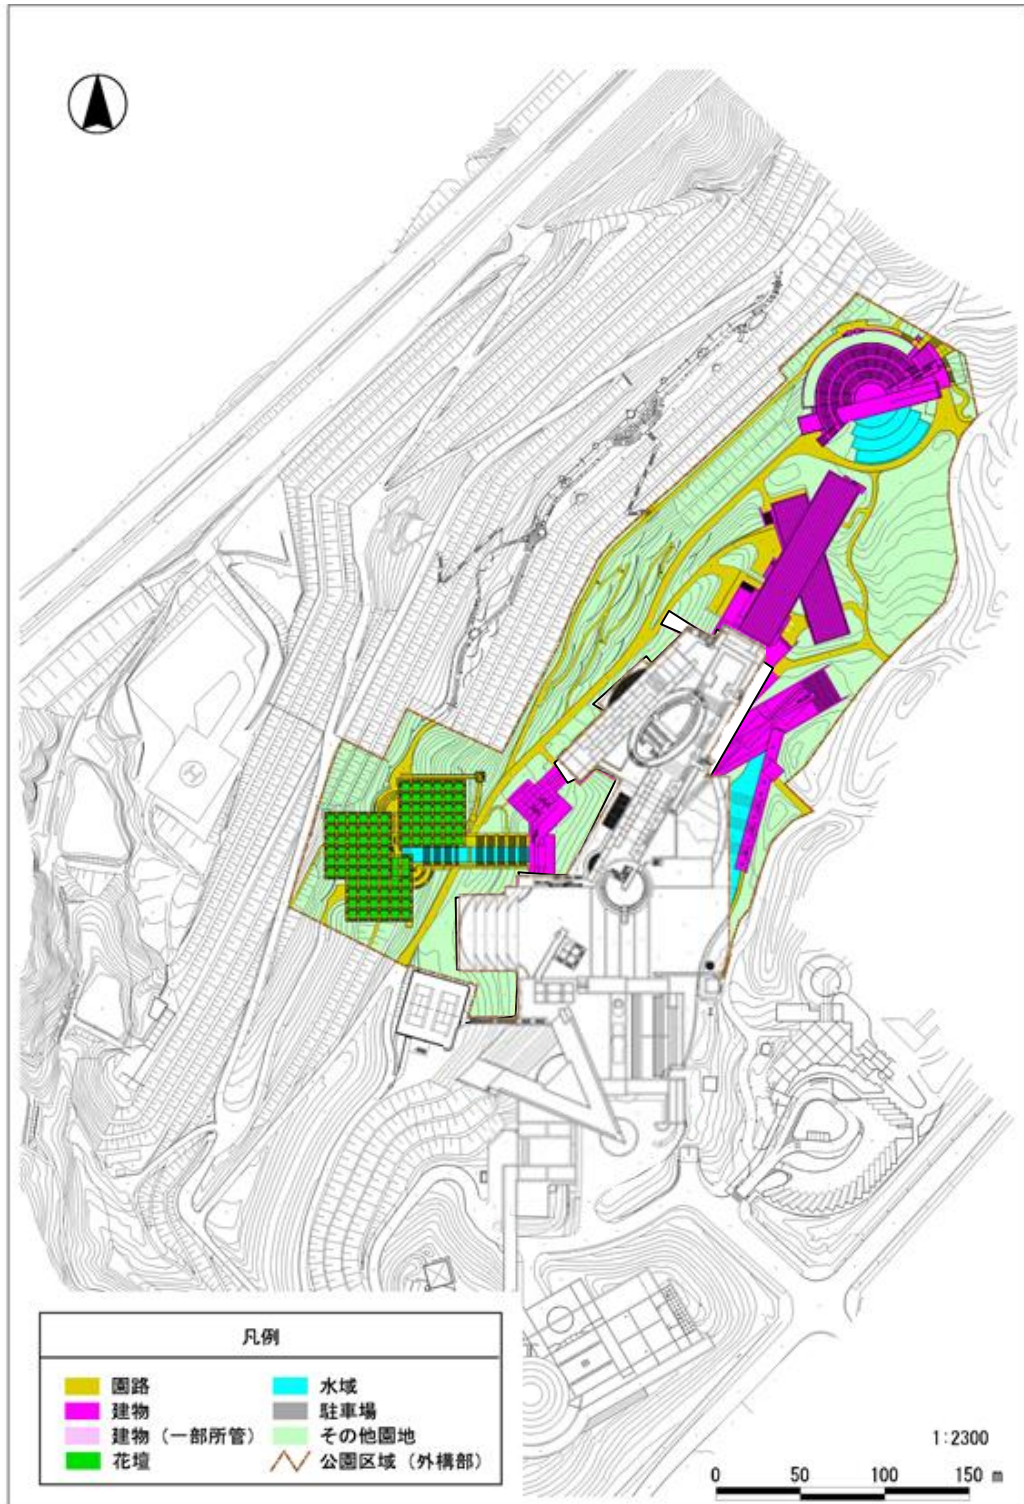 H
凡例
園路
水域
建物
駐車場
建物（一部所管）
その他園地
花壇
公園区域（外構部）
1:2300
0 50 100 150 m